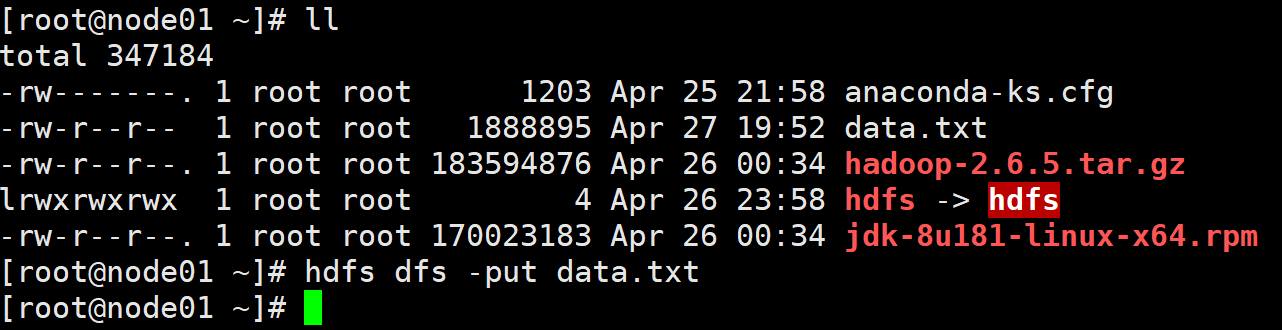 [root@node01 ~]# ll
total 347184
-rw-------. 1 root root      1203 Apr 25 21:58 anaconda-ks.cfg
-rw-r--r--  1 root root   1888895 Apr 27 19:52 data.txt
-rw-r--r--. 1 root root 183594876 Apr 26 00:34 hadoop-2.6.5.tar.gz
lrwxrwxrwx  1 root root         4 Apr 26 23:58 hdfs -> hdfs
-rw-r--r--. 1 root root 170023183 Apr 26 00:34 jdk-8u181-linux-x64.rpm
[root@node01 ~]# hdfs dfs -put data.txt
[root@node01 ~]#